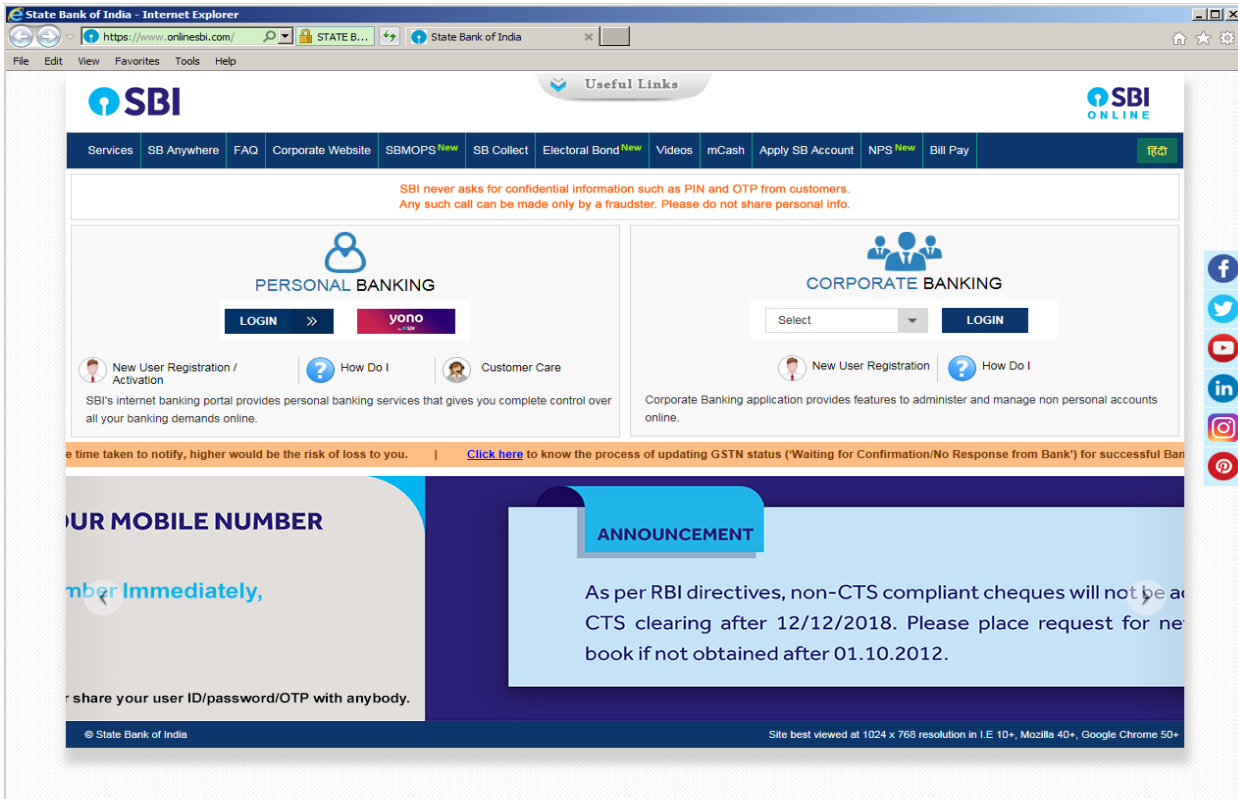 State Bank of India - Internet Explorer
https://www.onlinesbi.com/ STATE B... State Bank of India
File Edit View Favorites Tools Help
Useful Links
SBI
SBI
ONLINE
Services SB Anywhere FAQ Corporate Website SBMOPS New SB Collect Electoral Bond New Videos mCash Apply SB Account NPS New Bill Pay हिंदी
SBI never asks for confidential information such as PIN and OTP from customers.
Any such call can be made only by a fraudster. Please do not share personal info.
PERSONAL BANKING
LOGIN yono
SBI
New User Registration / Activation
How Do I
Customer Care
SBI's internet banking portal provides personal banking services that gives you complete control over
all your banking demands online.
CORPORATE BANKING
Select LOGIN
New User Registration
How Do I
Corporate Banking application provides features to administer and manage non personal accounts
online.
e time taken to notify, higher would be the risk of loss to you. | Click here to know the process of updating GSTN status (‘Waiting for Confirmation/No Response from Bank’) for successful Ban
UR MOBILE NUMBER
mber Immediately,
r share your user ID/password/OTP with anybody.
ANNOUNCEMENT
As per RBI directives, non-CTS compliant cheques will not be a
CTS clearing after 12/12/2018. Please place request for ne
book if not obtained after 01.10.2012.
© State Bank of India
Site best viewed at 1024 x 768 resolution in I.E 10+, Mozilla 40+, Google Chrome 50+